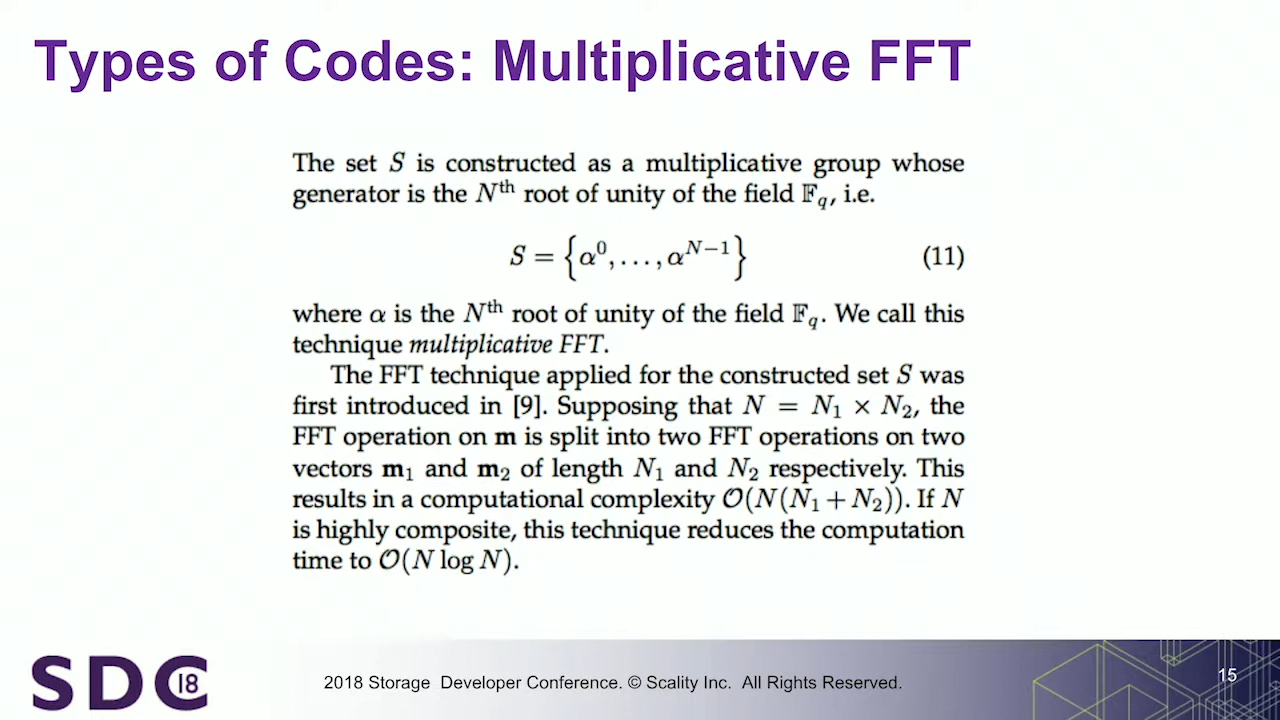 Types of Codes: Multiplicative FFT
The set S is constructed as a multiplicative group whose
generator is the Nth root of unity of the field 𝔽q, i.e.
S = {α⁰, . . . , α^{N−1}} (11)
where α is the Nth root of unity of the field 𝔽q. We call this
technique multiplicative FFT.
The FFT technique applied for the constructed set S was
first introduced in [9]. Supposing that N = N₁ × N₂, the
FFT operation on m is split into two FFT operations on two
vectors m₁ and m₂ of length N₁ and N₂ respectively. This
results in a computational complexity O(N(N₁ + N₂)). If N
is highly composite, this technique reduces the computation
time to O(N log N).
SDC 18
2018 Storage Developer Conference. © Scality Inc. All Rights Reserved.
15